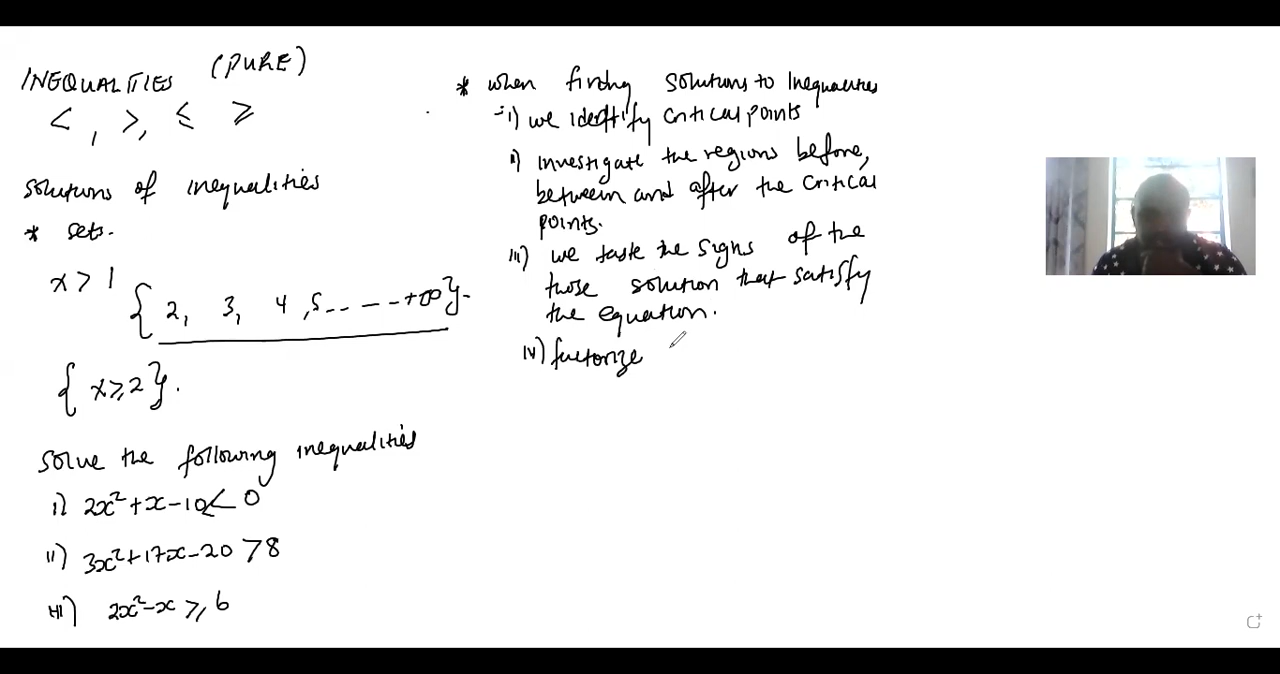 INEQUALITIES (PURE)
< , >, ≤ ≥
Solutions of inequalities
* sets.
x > 1
{ 2, 3, 4, 5 -- - - - +∞ }.
{ x ≥ 2 }.
Solve the following inequalities
i) 2x² + x - 10 < 0
ii) 3x² + 17x - 20 > 8
iii) 2x² - x ≥ 6
* when finding solutions to Inequalities
i) we identify critical points
ii) investigate the regions before,
between and after the critical
points.
iii) we taste the signs of the
those solution that satisfy
the equation.
iv) factorize